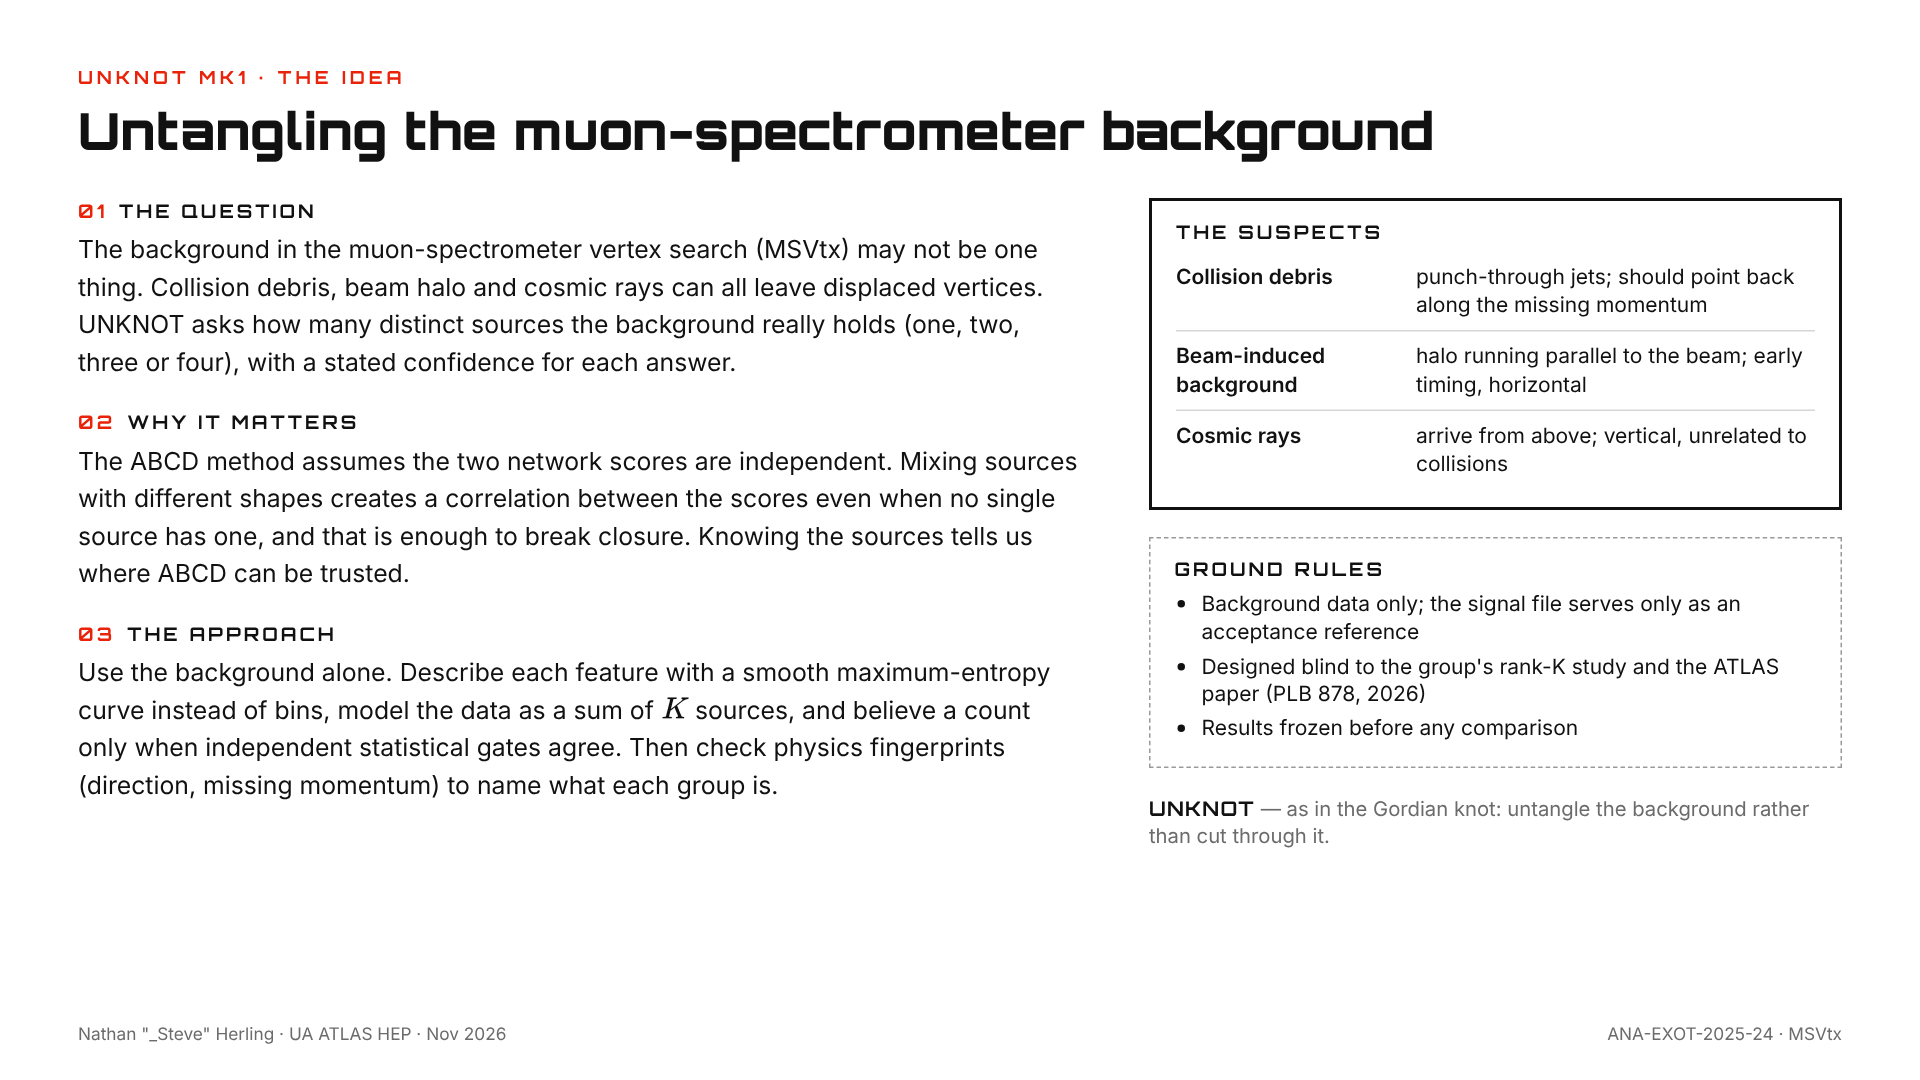 UNKNOT MK1 · THE IDEA
Untangling the muon-spectrometer background
01 THE QUESTION
The background in the muon-spectrometer vertex search (MSVtx) may not be one
thing. Collision debris, beam halo and cosmic rays can all leave displaced vertices.
UNKNOT asks how many distinct sources the background really holds (one, two,
three or four), with a stated confidence for each answer.
02 WHY IT MATTERS
The ABCD method assumes the two network scores are independent. Mixing sources
with different shapes creates a correlation between the scores even when no single
source has one, and that is enough to break closure. Knowing the sources tells us
where ABCD can be trusted.
03 THE APPROACH
Use the background alone. Describe each feature with a smooth maximum-entropy
curve instead of bins, model the data as a sum of K sources, and believe a count
only when independent statistical gates agree. Then check physics fingerprints
(direction, missing momentum) to name what each group is.
THE SUSPECTS
Collision debris punch-through jets; should point back
along the missing momentum
Beam-induced halo running parallel to the beam; early
background timing, horizontal
Cosmic rays arrive from above; vertical, unrelated to
collisions
GROUND RULES
• Background data only; the signal file serves only as an
acceptance reference
• Designed blind to the group's rank-K study and the ATLAS
paper (PLB 878, 2026)
• Results frozen before any comparison
UNKNOT — as in the Gordian knot: untangle the background rather
than cut through it.
Nathan "_Steve" Herling · UA ATLAS HEP · Nov 2026
ANA-EXOT-2025-24 · MSVtx